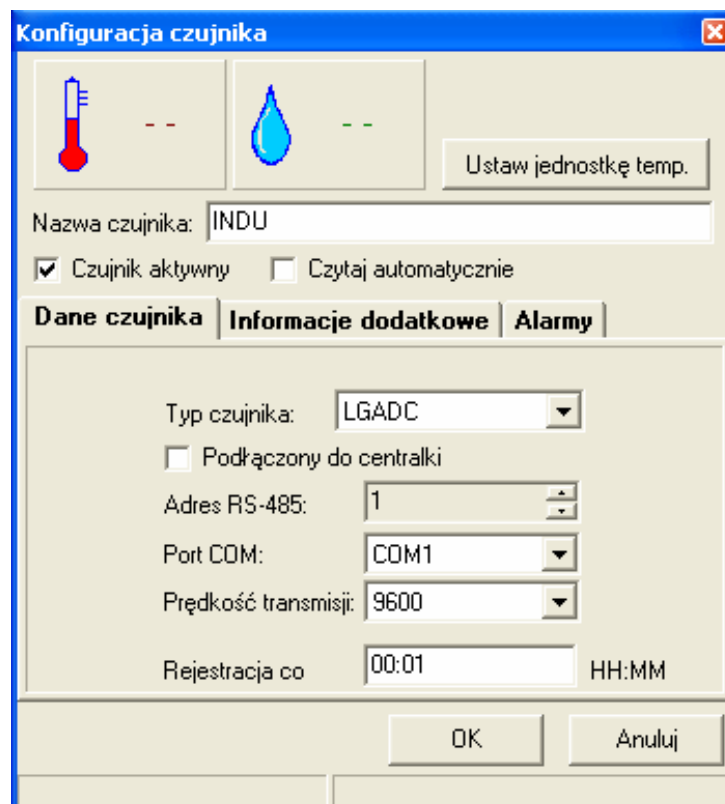 Konfiguracja czujnika
- -
- -
Ustaw jednostkę temp.
Nazwa czujnika: INDU
Czujnik aktywny Czytaj automatycznie
Dane czujnika Informacje dodatkowe Alarmy
Typ czujnika: LGADC
Podłączony do centralki
Adres RS-485: 1
Port COM: COM1
Prędkość transmisji: 9600
Rejestracja co 00:01 HH:MM
OK Anuluj